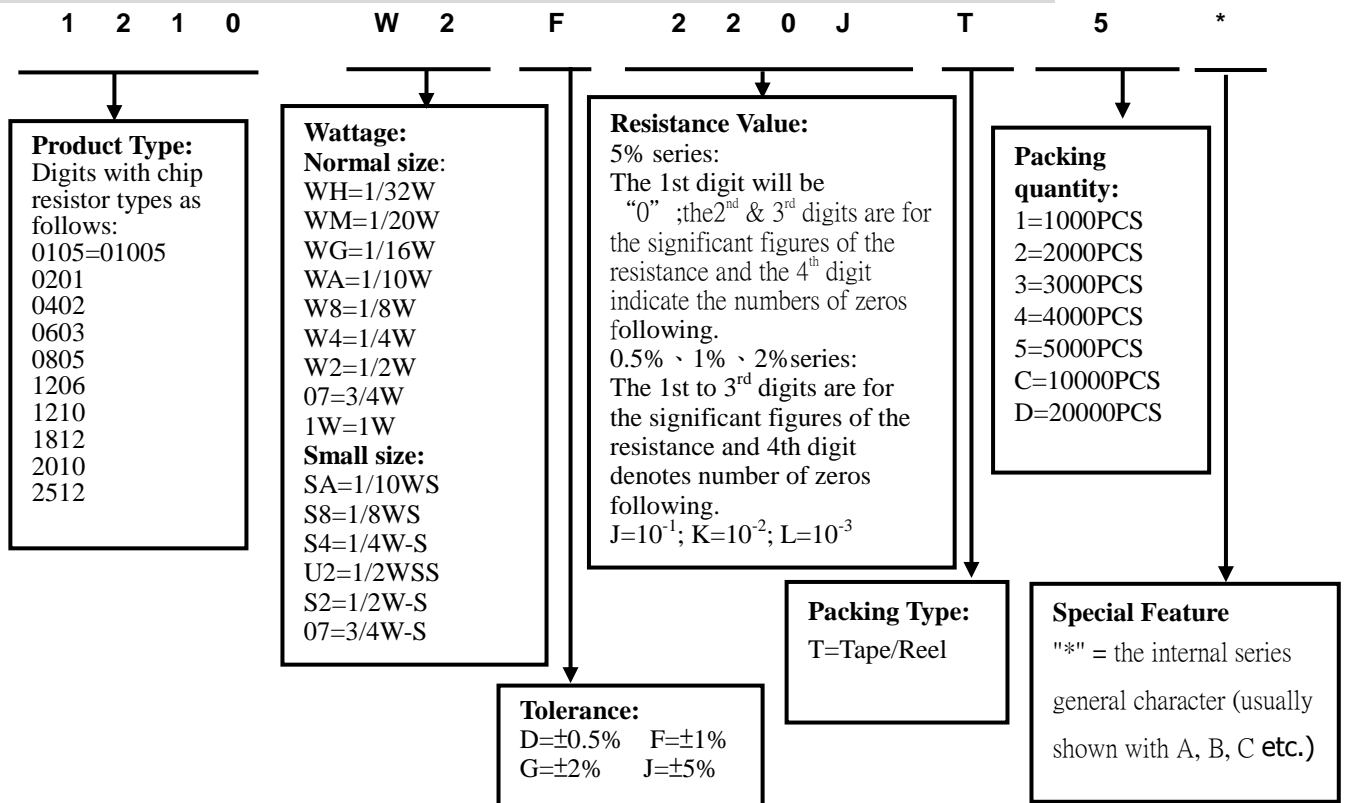 1 2 1 0 W 2 F 2 2 0 J T 5 *
Product Type:
Digits with chip
resistor types as
follows:
0105=01005
0201
0402
0603
0805
1206
1210
1812
2010
2512
Wattage:
Normal size:
WH=1/32W
WM=1/20W
WG=1/16W
WA=1/10W
W8=1/8W
W4=1/4W
W2=1/2W
07=3/4W
1W=1W
Small size:
SA=1/10WS
S8=1/8WS
S4=1/4W-S
U2=1/2WSS
S2=1/2W-S
07=3/4W-S
Tolerance:
D=±0.5% F=±1%
G=±2% J=±5%
Resistance Value:
5% series:
The 1st digit will be
“0” ;the2nd & 3rd digits are for
the significant figures of the
resistance and the 4th digit
indicate the numbers of zeros
following.
0.5%、1%、2%series:
The 1st to 3rd digits are for
the significant figures of the
resistance and 4th digit
denotes number of zeros
following.
J=10-1; K=10-2; L=10-3
Packing Type:
T=Tape/Reel
Packing
quantity:
1=1000PCS
2=2000PCS
3=3000PCS
4=4000PCS
5=5000PCS
C=10000PCS
D=20000PCS
Special Feature
"*" = the internal series
general character (usually
shown with A, B, C etc.)